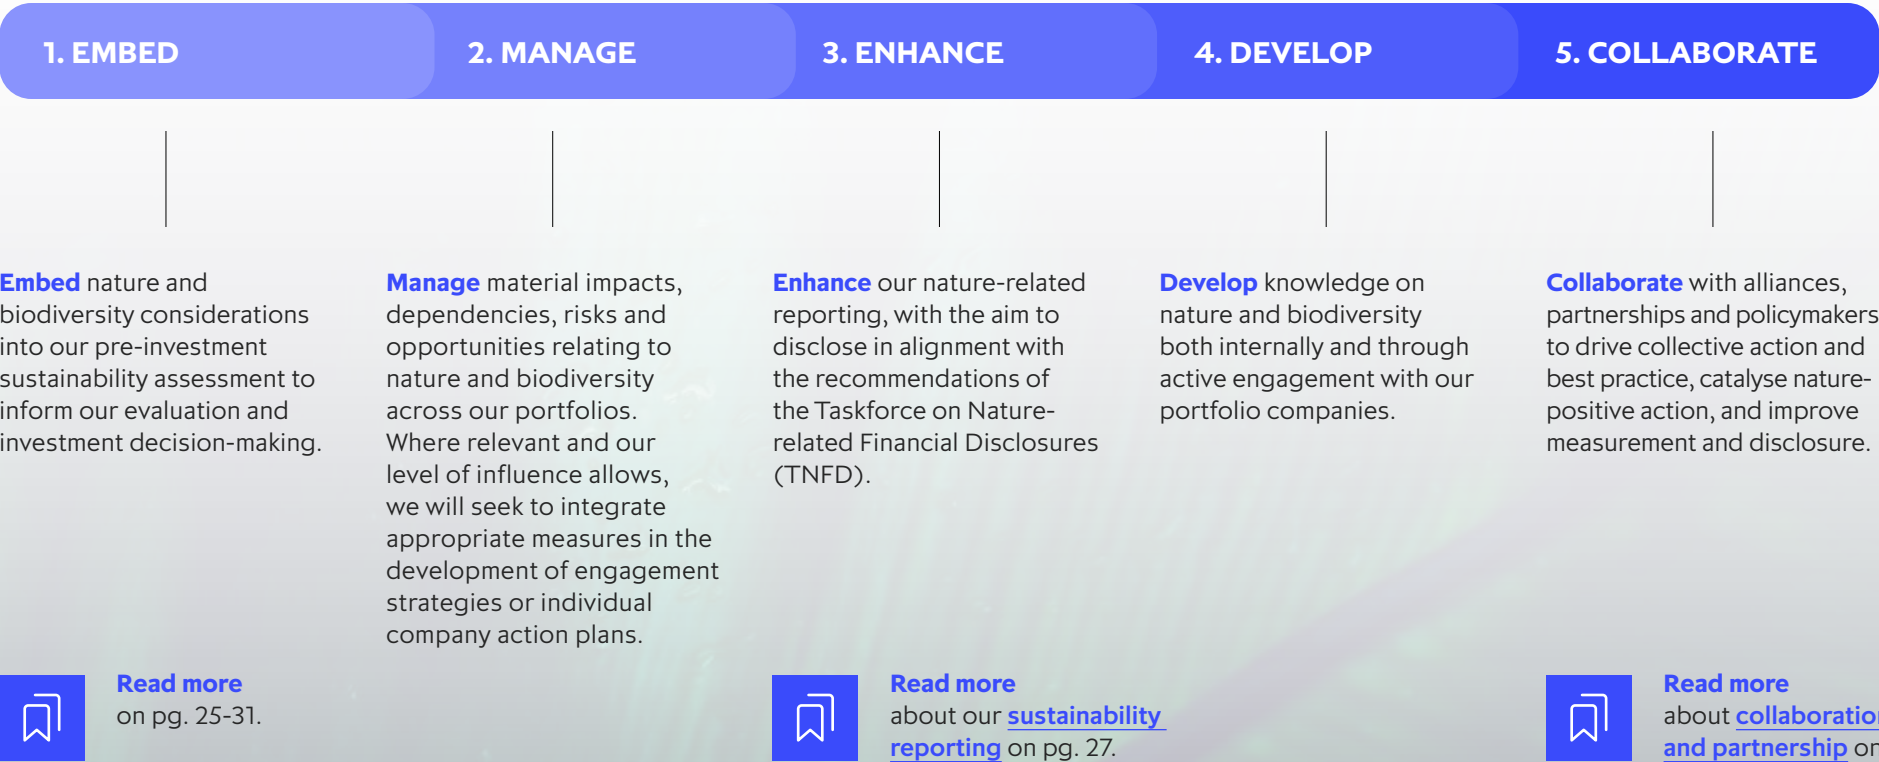 1. EMBED
2. MANAGE
3. ENHANCE
4. DEVELOP
5. COLLABORATE
Embed nature and
biodiversity considerations
into our pre-investment
sustainability assessment to
inform our evaluation and
investment decision-making.
Manage material impacts,
dependencies, risks and
opportunities relating to
nature and biodiversity
across our portfolios.
Where relevant and our
level of influence allows,
we will seek to integrate
appropriate measures in the
development of engagement
strategies or individual
company action plans.
Enhance our nature-related
reporting, with the aim to
disclose in alignment with
the recommendations of
the Taskforce on Nature-
related Financial Disclosures
(TNFD).
Develop knowledge on
nature and biodiversity
both internally and through
active engagement with our
portfolio companies.
Collaborate with alliances,
partnerships and policymakers
to drive collective action and
best practice, catalyse nature-
positive action, and improve
measurement and disclosure.
Read more
on pg. 25-31.
Read more
about our sustainability
reporting on pg. 27.
Read more
about collaboration
and partnership on